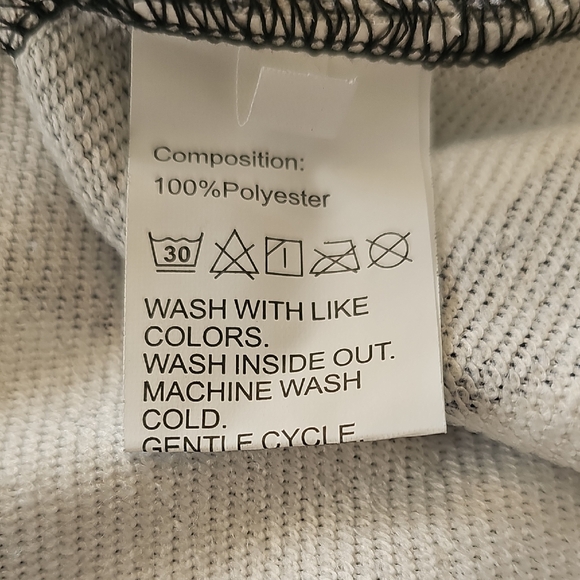 Composition:
100%Polyester
30
WASH WITH LIKE
COLORS.
WASH INSIDE OUT.
MACHINE WASH
COLD.
GENTLE CYCLE.